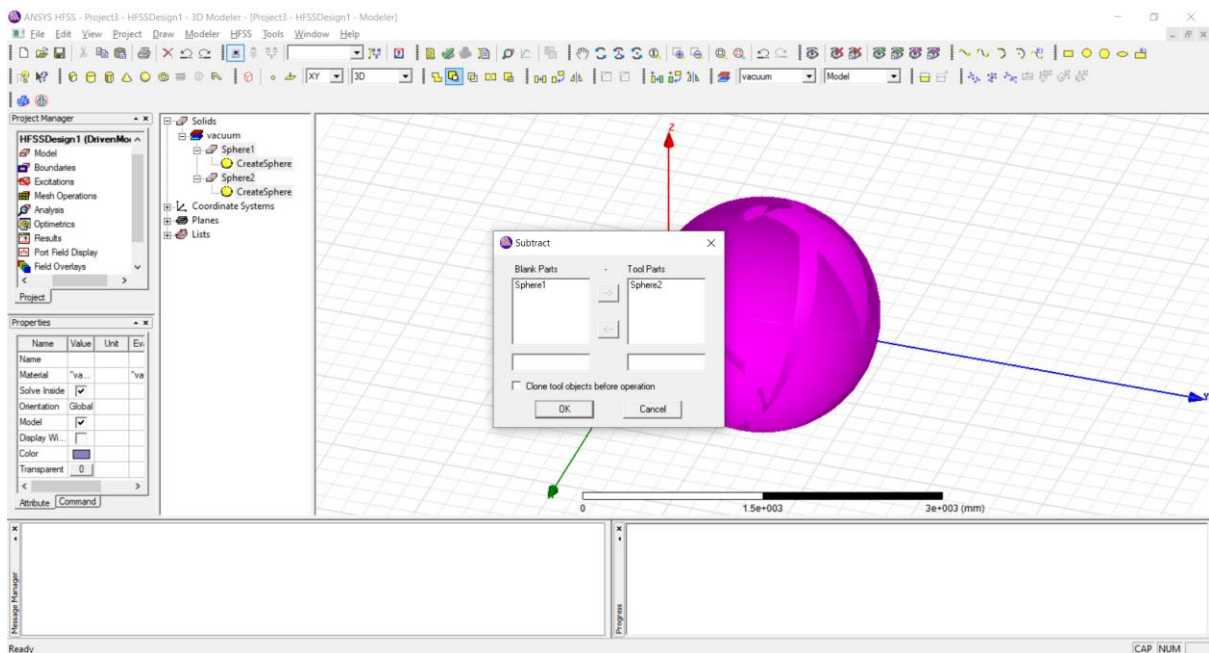 ANSYS HFSS - Project3 - HFSSDesign1 - 3D Modeler - [Project3 - HFSSDesign1 - Modeler]
File Edit View Project Draw Modeler HFSS Tools Window Help
XY 3D vacuum Model
Project Manager
HFSSDesign1 (DrivenMo
Model
Boundaries
Excitations
Mesh Operations
Analysis
Optimetrics
Results
Port Field Display
Field Overlays
Project
Solids
vacuum
Sphere1
CreateSphere
Sphere2
CreateSphere
Coordinate Systems
Planes
Lists
Properties
Name Value Unit Ev
Name
Material "va... "va
Solve Inside
Orientation Global
Model
Display Wi...
Color
Transparent 0
Attribute Command
Z
Subtract
Blank Parts - Tool Parts
Sphere1 Sphere2
-->
<--
Clone tool objects before operation
OK Cancel
Y
0 1.5e+003 3e+003 (mm)
Message Manager
Progress
Ready CAP NUM